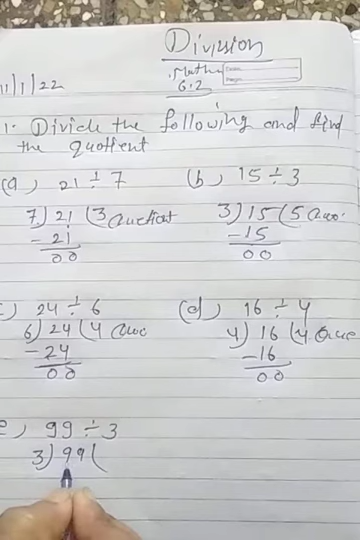 Division
Maths
6.2
11/1/22
1. Divide the following and find
the quotient
(a) 21 ÷ 7
(b) 15 ÷ 3
7) 21 (3 Quotient
3) 15 (5 Quo.
- 21
- 15
00
00
c) 24 ÷ 6
(d) 16 ÷ 4
6) 24 (4 Quo
4) 16 (4 Quo
- 24
- 16
00
00
e) 99 ÷ 3
3) 99 (